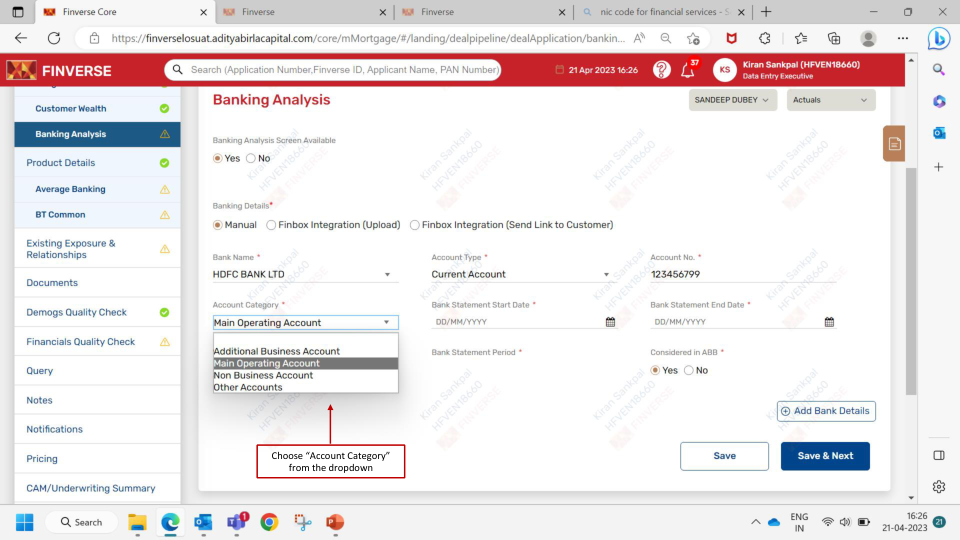 Finverse Core
Finverse
Finverse
nic code for financial services - S
https://finverselosuat.adityabirlacapital.com/core/mMortgage/#/landing/dealpipeline/dealApplication/bankin...
FINVERSE
Search (Application Number,Finverse ID, Applicant Name, PAN Number)
21 Apr 2023 16:26
37
KS
Kiran Sankpal (HFVEN18660)
Data Entry Executive
Customer Wealth
Banking Analysis
Product Details
Average Banking
BT Common
Existing Exposure &
Relationships
Documents
Demogs Quality Check
Financials Quality Check
Query
Notes
Notifications
Pricing
CAM/Underwriting Summary
Banking Analysis
SANDEEP DUBEY
Actuals
Banking Analysis Screen Available
Yes No
Banking Details*
Manual Finbox Integration (Upload) Finbox Integration (Send Link to Customer)
Bank Name * Account Type * Account No. *
HDFC BANK LTD Current Account 123456799
Account Category * Bank Statement Start Date * Bank Statement End Date *
Main Operating Account DD/MM/YYYY DD/MM/YYYY
Additional Business Account
Main Operating Account
Non Business Account
Other Accounts
Bank Statement Period * Considered in ABB *
Yes No
Add Bank Details
Choose “Account Category”
from the dropdown
Save Save & Next
Kiran Sankpal
HFVEN18660
FINVERSE
Search
1
ENG
IN
16:26
21-04-2023
21